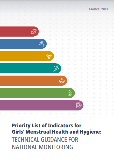 Priority List of Indicators for
Girls' Menstrual Health and Hygiene:
TECHNICAL GUIDANCE FOR
NATIONAL MONITORING